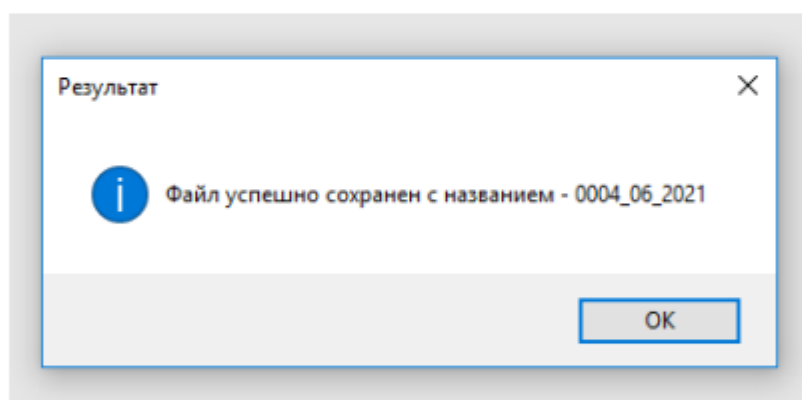 Результат
Файл успешно сохранен с названием - 0004_06_2021
OK